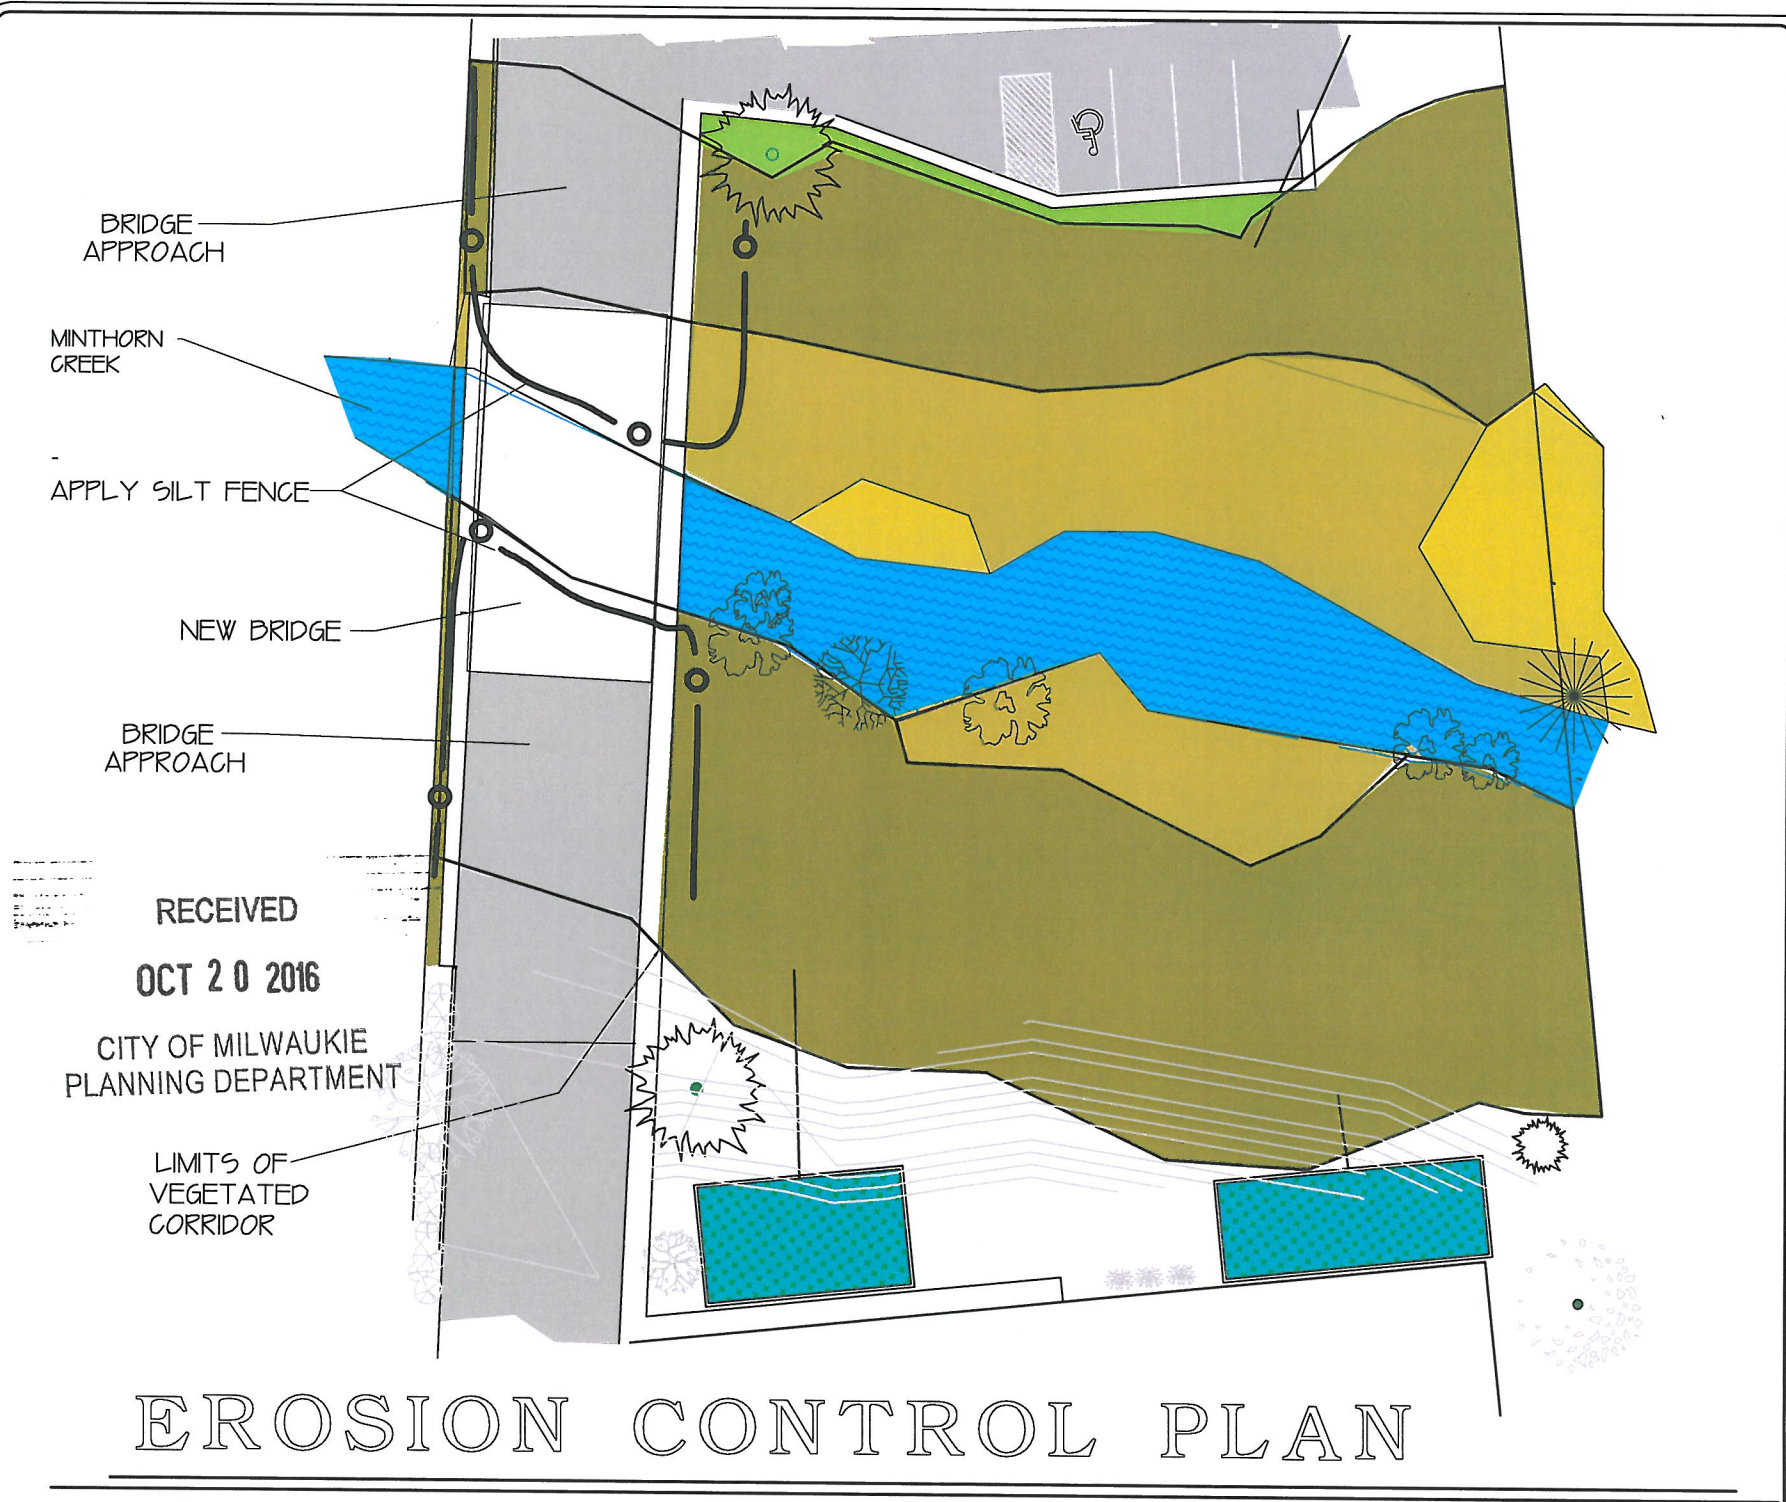 BRIDGE
APPROACH
MINTHORN
CREEK
APPLY SILT FENCE
NEW BRIDGE
BRIDGE
APPROACH
RECEIVED
OCT 20 2016
CITY OF MILWAUKIE
PLANNING DEPARTMENT
LIMITS OF
VEGETATED
CORRIDOR
EROSION CONTROL PLAN